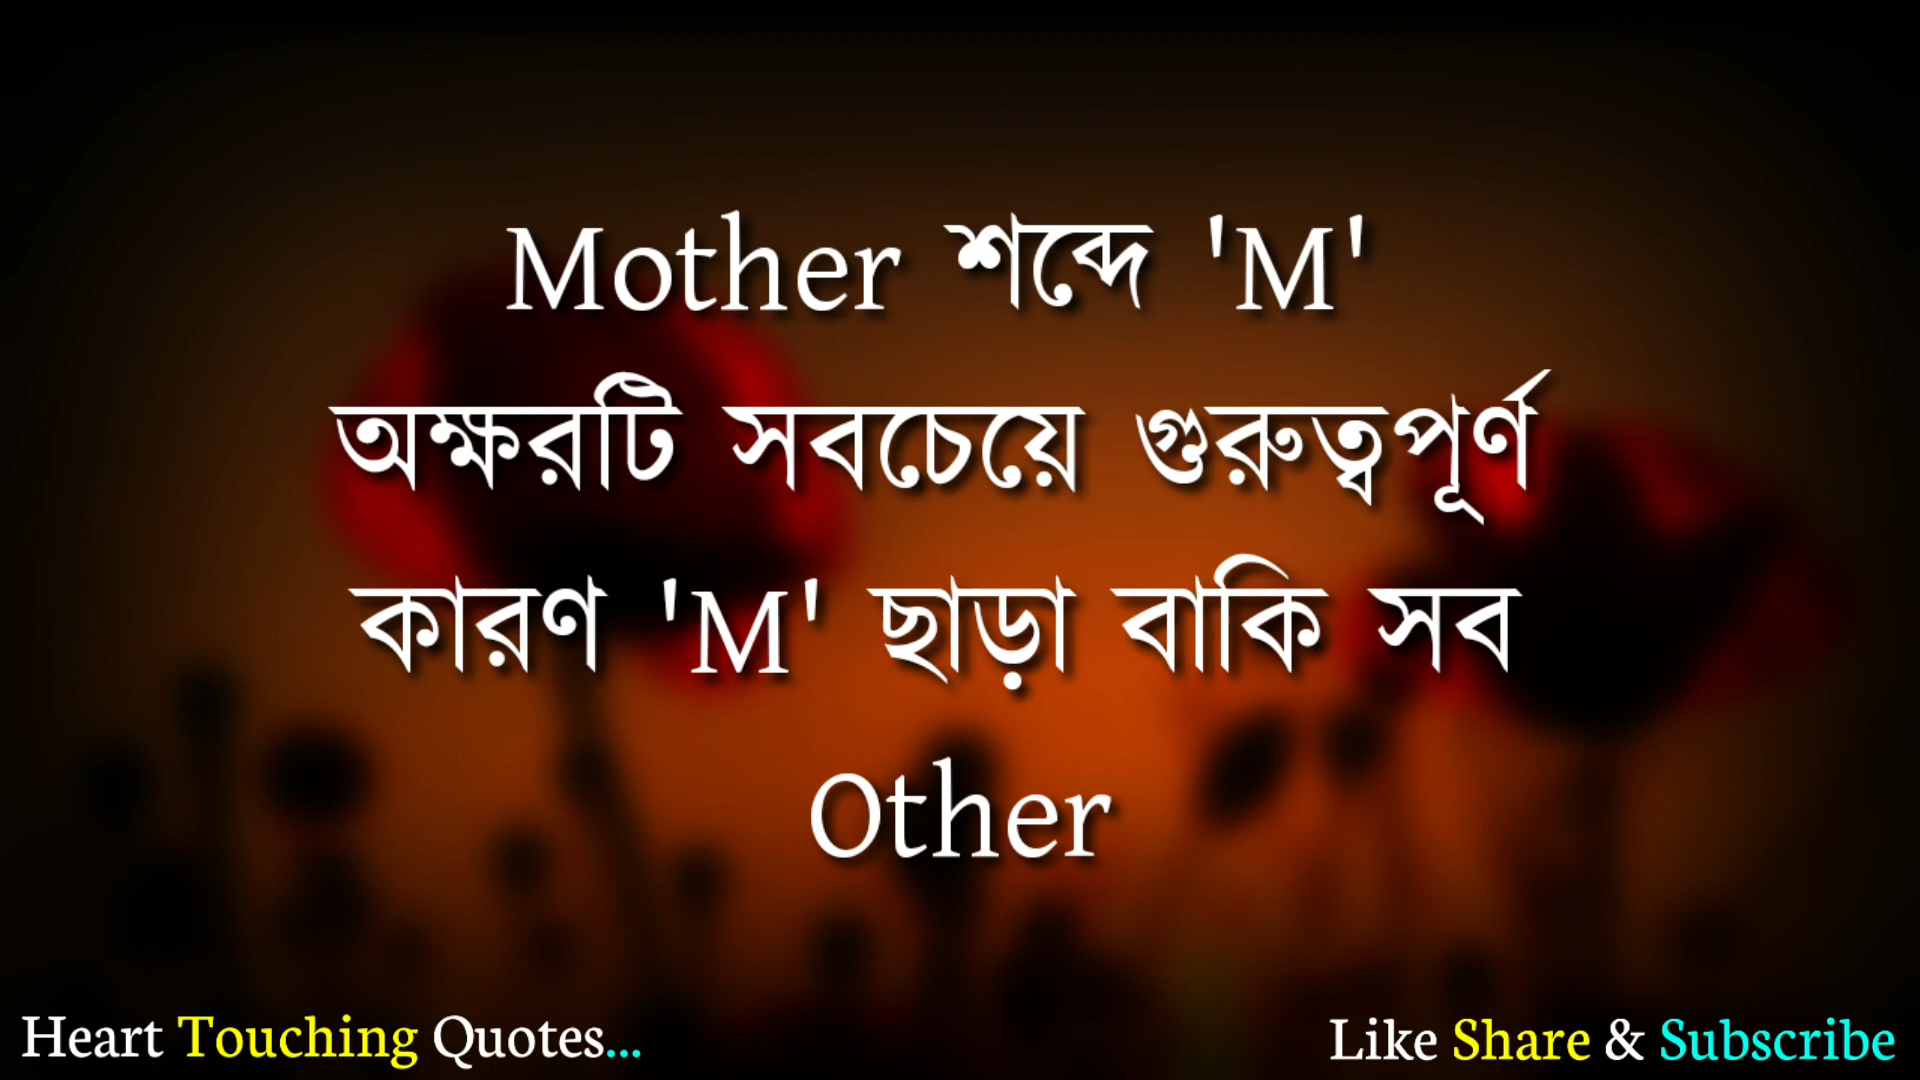 Mother শব্দে 'M'
অক্ষরটি সবচেয়ে গুরুত্বপূর্ণ
কারণ 'M' ছাড়া বাকি সব
Other
Heart Touching Quotes...
Like Share & Subscribe